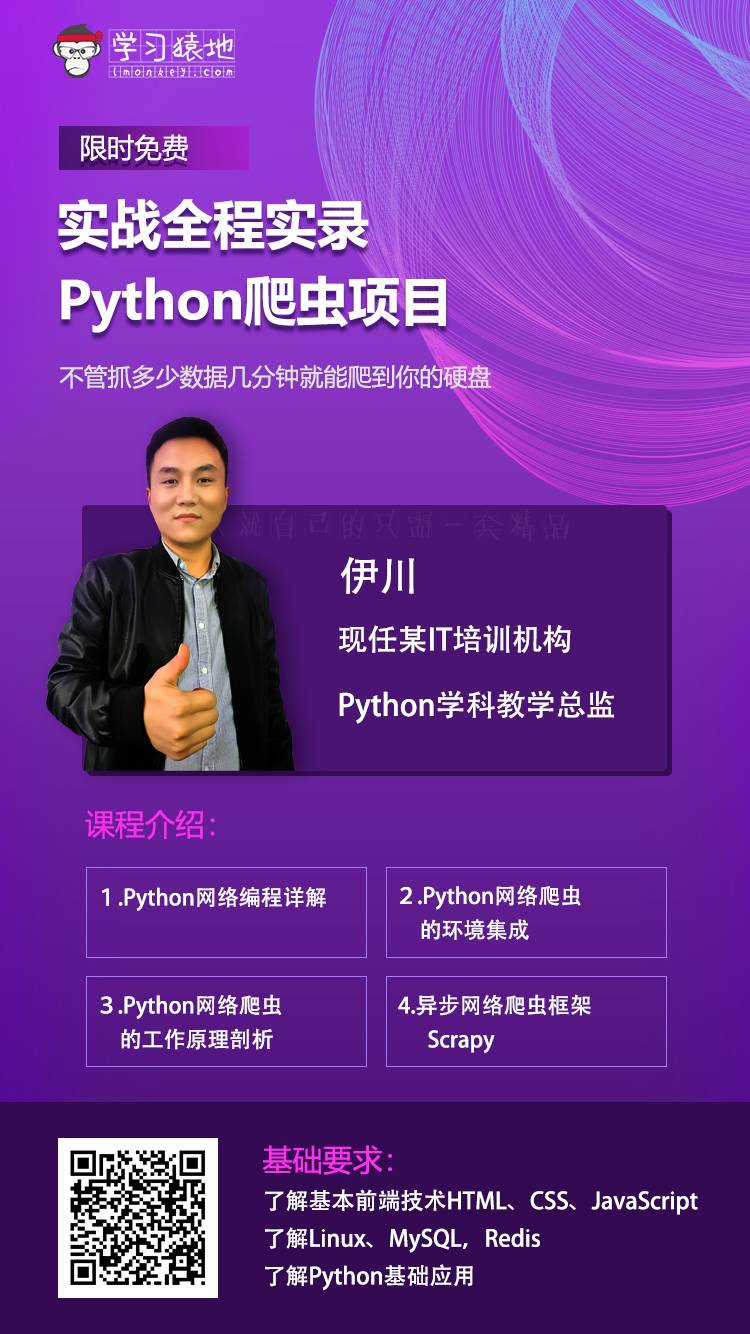 学习猿地
lmonkey.com
限时免费
实战全程实录
Python爬虫项目
不管抓多少数据几分钟就能爬到你的硬盘
就自己的只需一套精品
伊川
现任某IT培训机构
Python学科教学总监
课程介绍：
1.Python网络编程详解
2.Python网络爬虫
的环境集成
3.Python网络爬虫
的工作原理剖析
4.异步网络爬虫框架
Scrapy
基础要求：
了解基本前端技术HTML、CSS、JavaScript
了解Linux、MySQL，Redis
了解Python基础应用